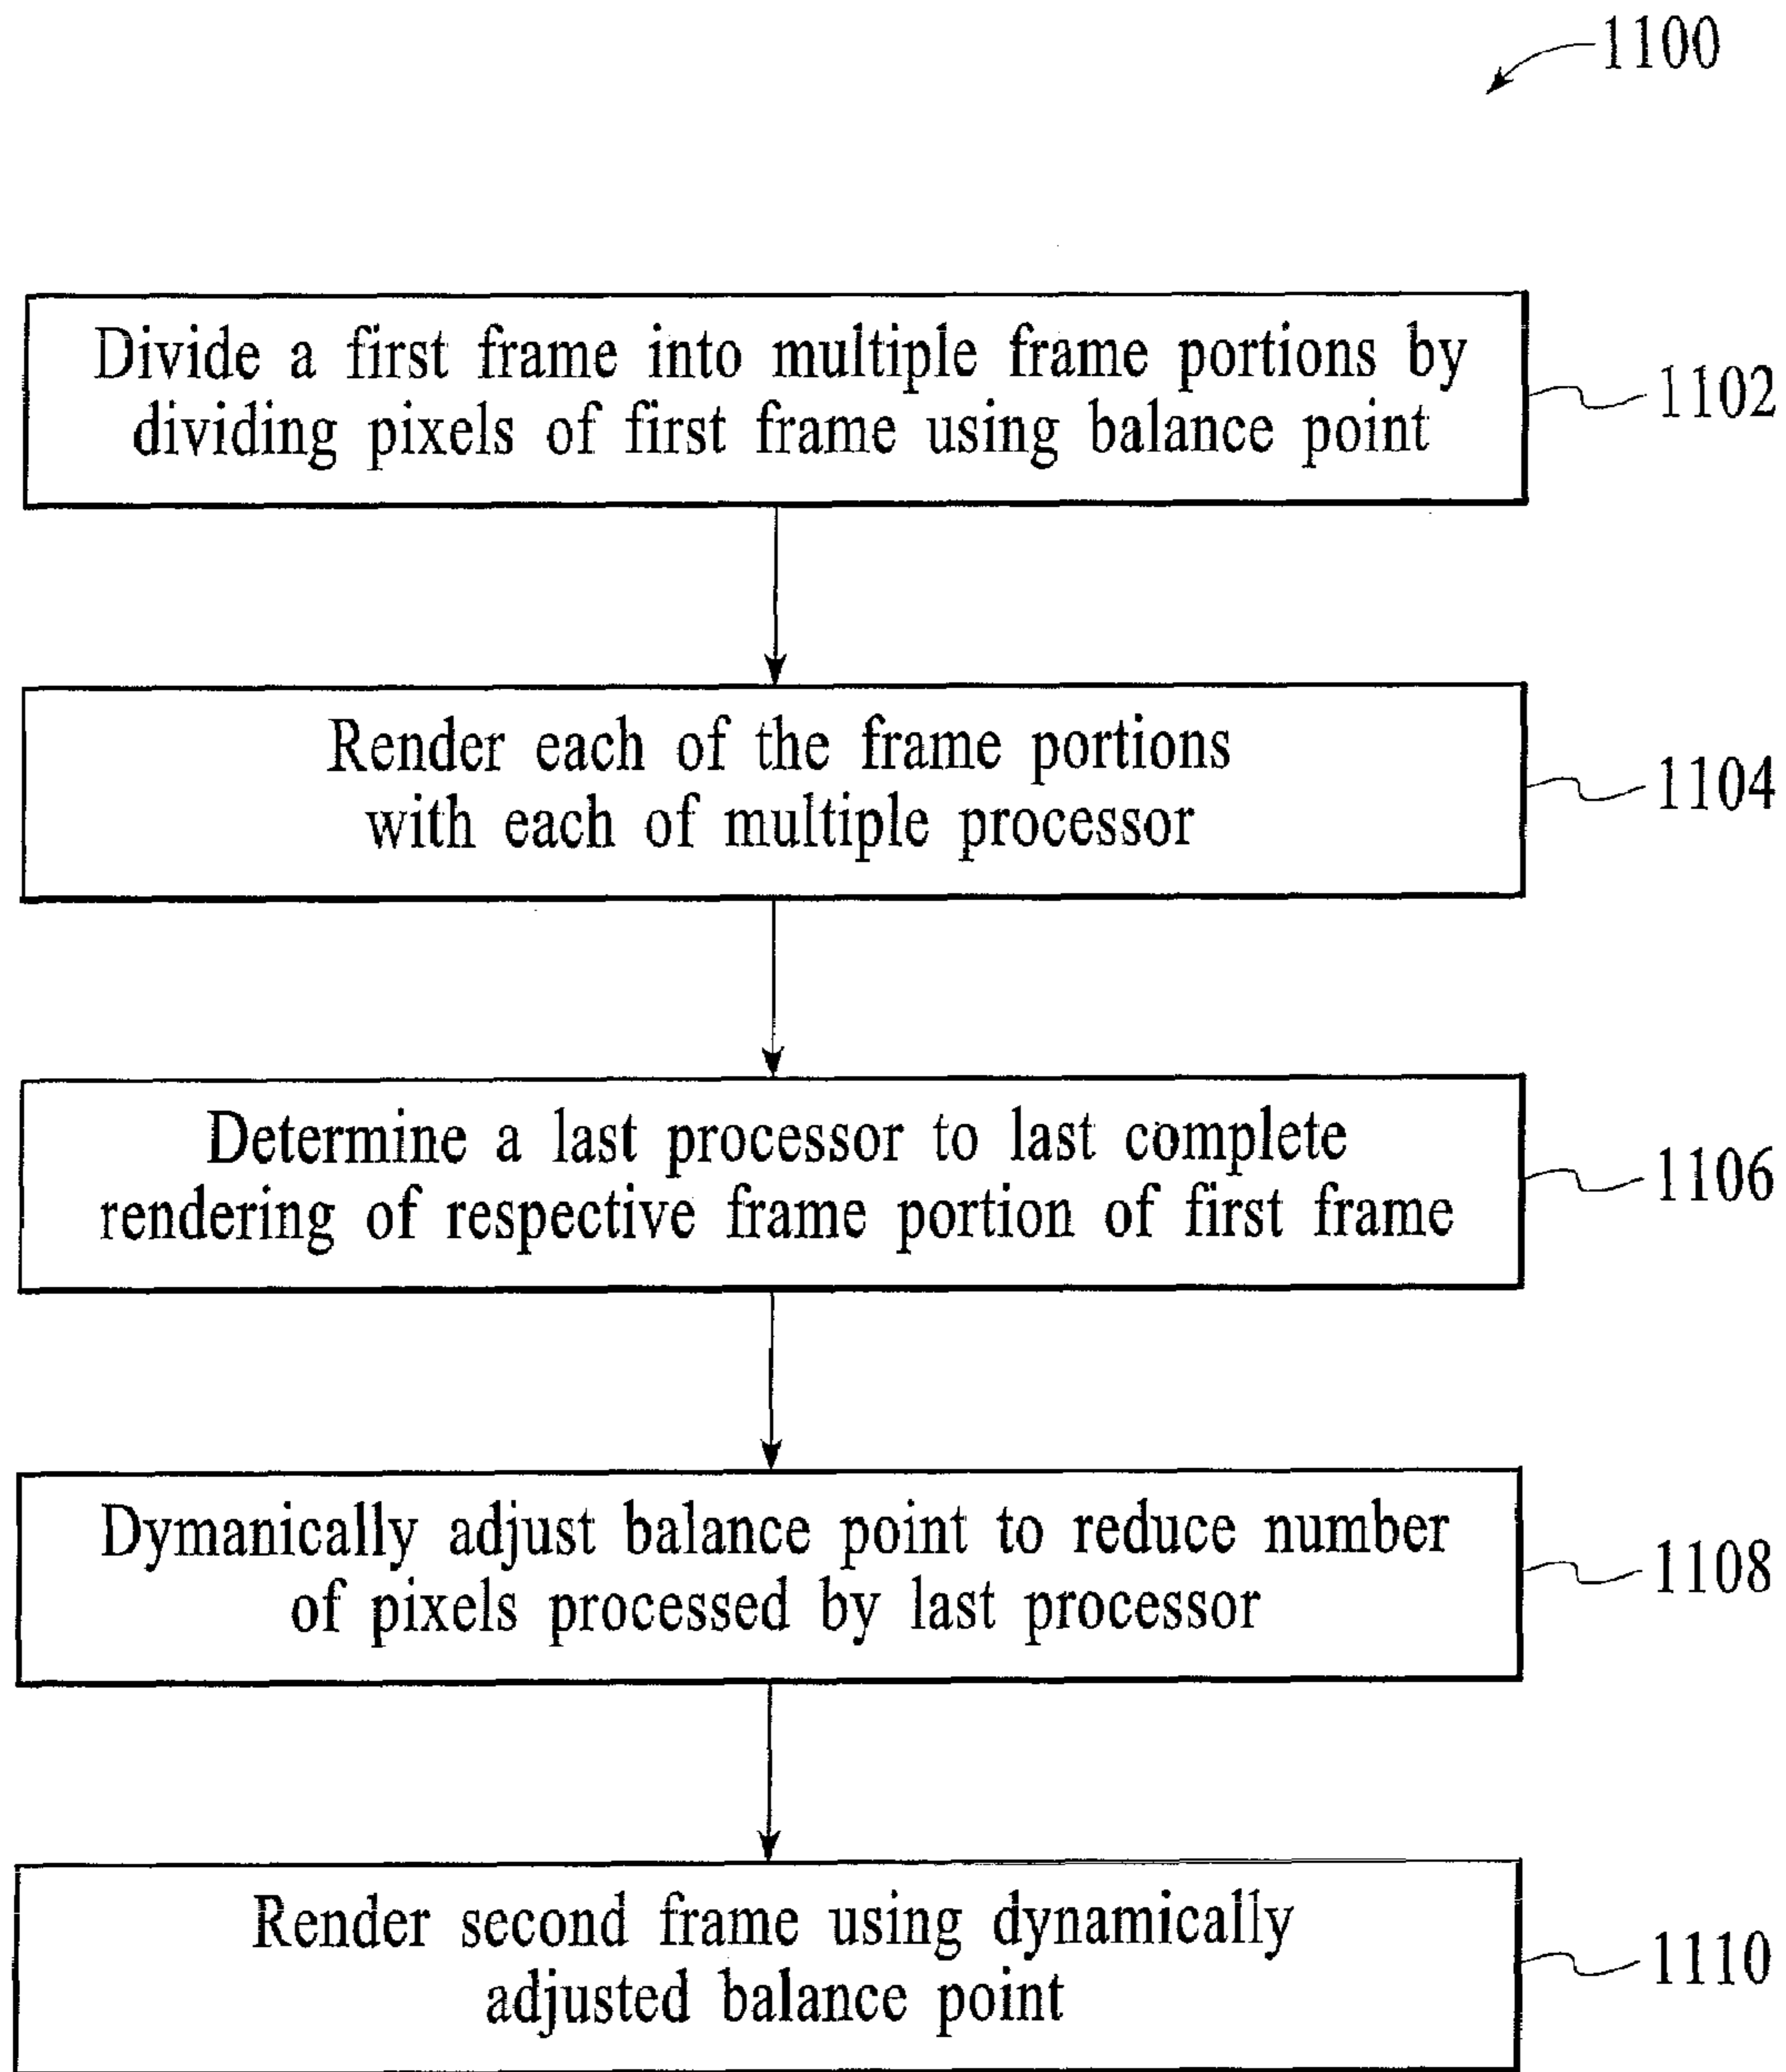 1100
Divide a first frame into multiple frame portions by
dividing pixels of first frame using balance point
1102
Render each of the frame portions
with each of multiple processor
1104
Determine a last processor to last complete
rendering of respective frame portion of first frame
1106
Dymanically adjust balance point to reduce number
of pixels processed by last processor
1108
Render second frame using dynamically
adjusted balance point
1110